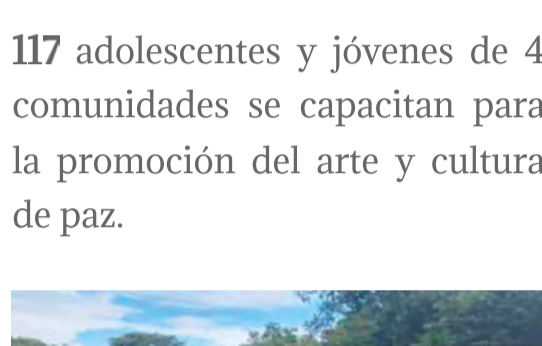 117 adolescentes y jóvenes de 4
comunidades se capacitan para
la promoción del arte y cultura
de paz.